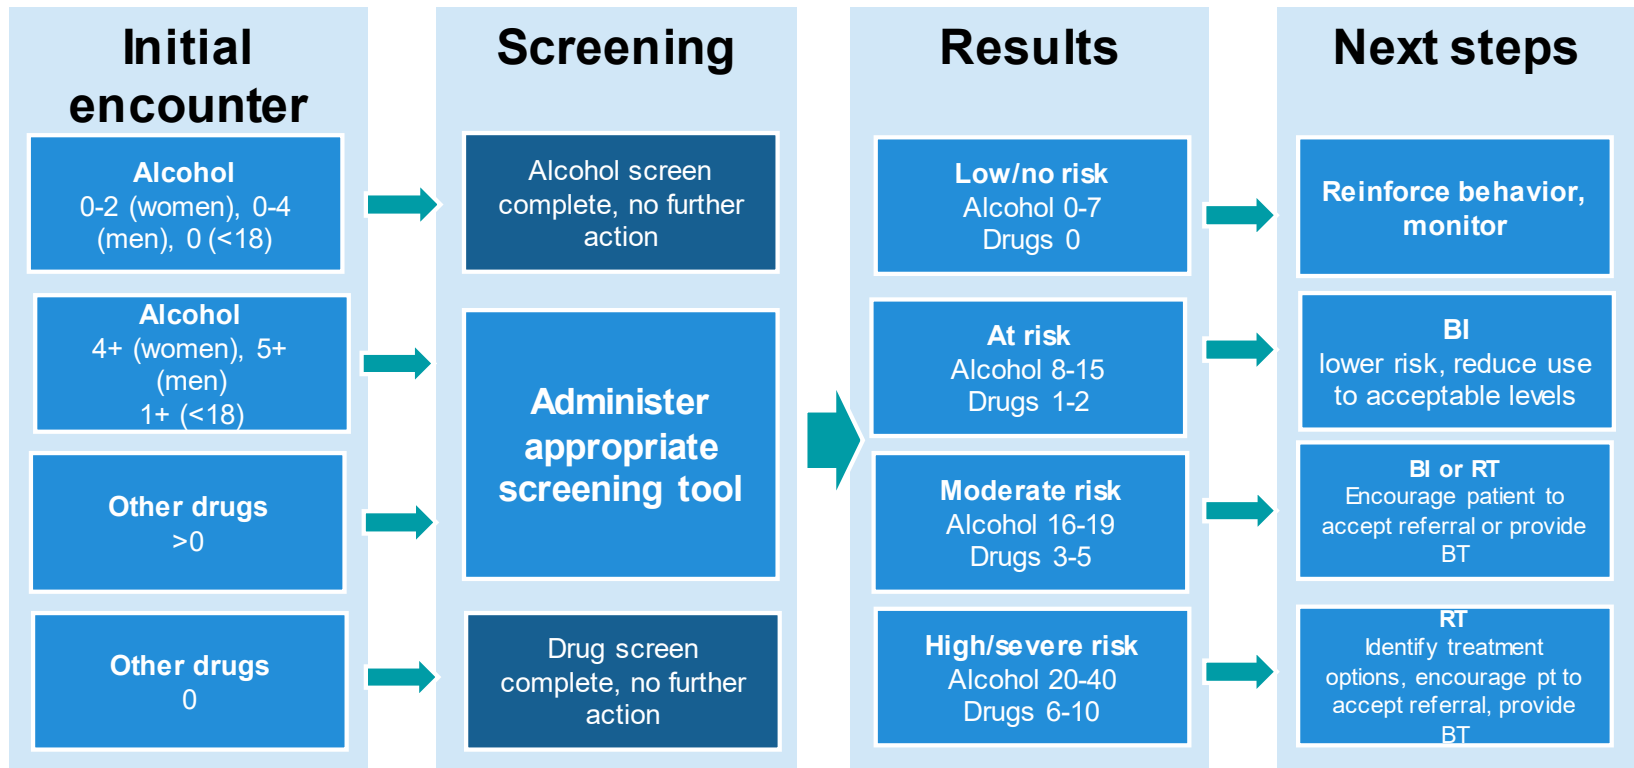 Initial
encounter
Alcohol
0-2 (women), 0-4
(men), 0 (<18)
Alcohol
4+ (women), 5+
(men)
1+ (<18)
Other drugs
>0
Other drugs
0
Screening
Alcohol screen
complete, no further
action
Administer
appropriate
screening tool
Drug screen
complete, no further
action
Results
Low/no risk
Alcohol 0-7
Drugs 0
At risk
Alcohol 8-15
Drugs 1-2
Moderate risk
Alcohol 16-19
Drugs 3-5
High/severe risk
Alcohol 20-40
Drugs 6-10
Next steps
Reinforce behavior,
monitor
BI
lower risk, reduce use
to acceptable levels
BI or RT
Encourage patient to
accept referral or provide
BT
RT
Identify treatment
options, encourage pt to
accept referral, provide
BT